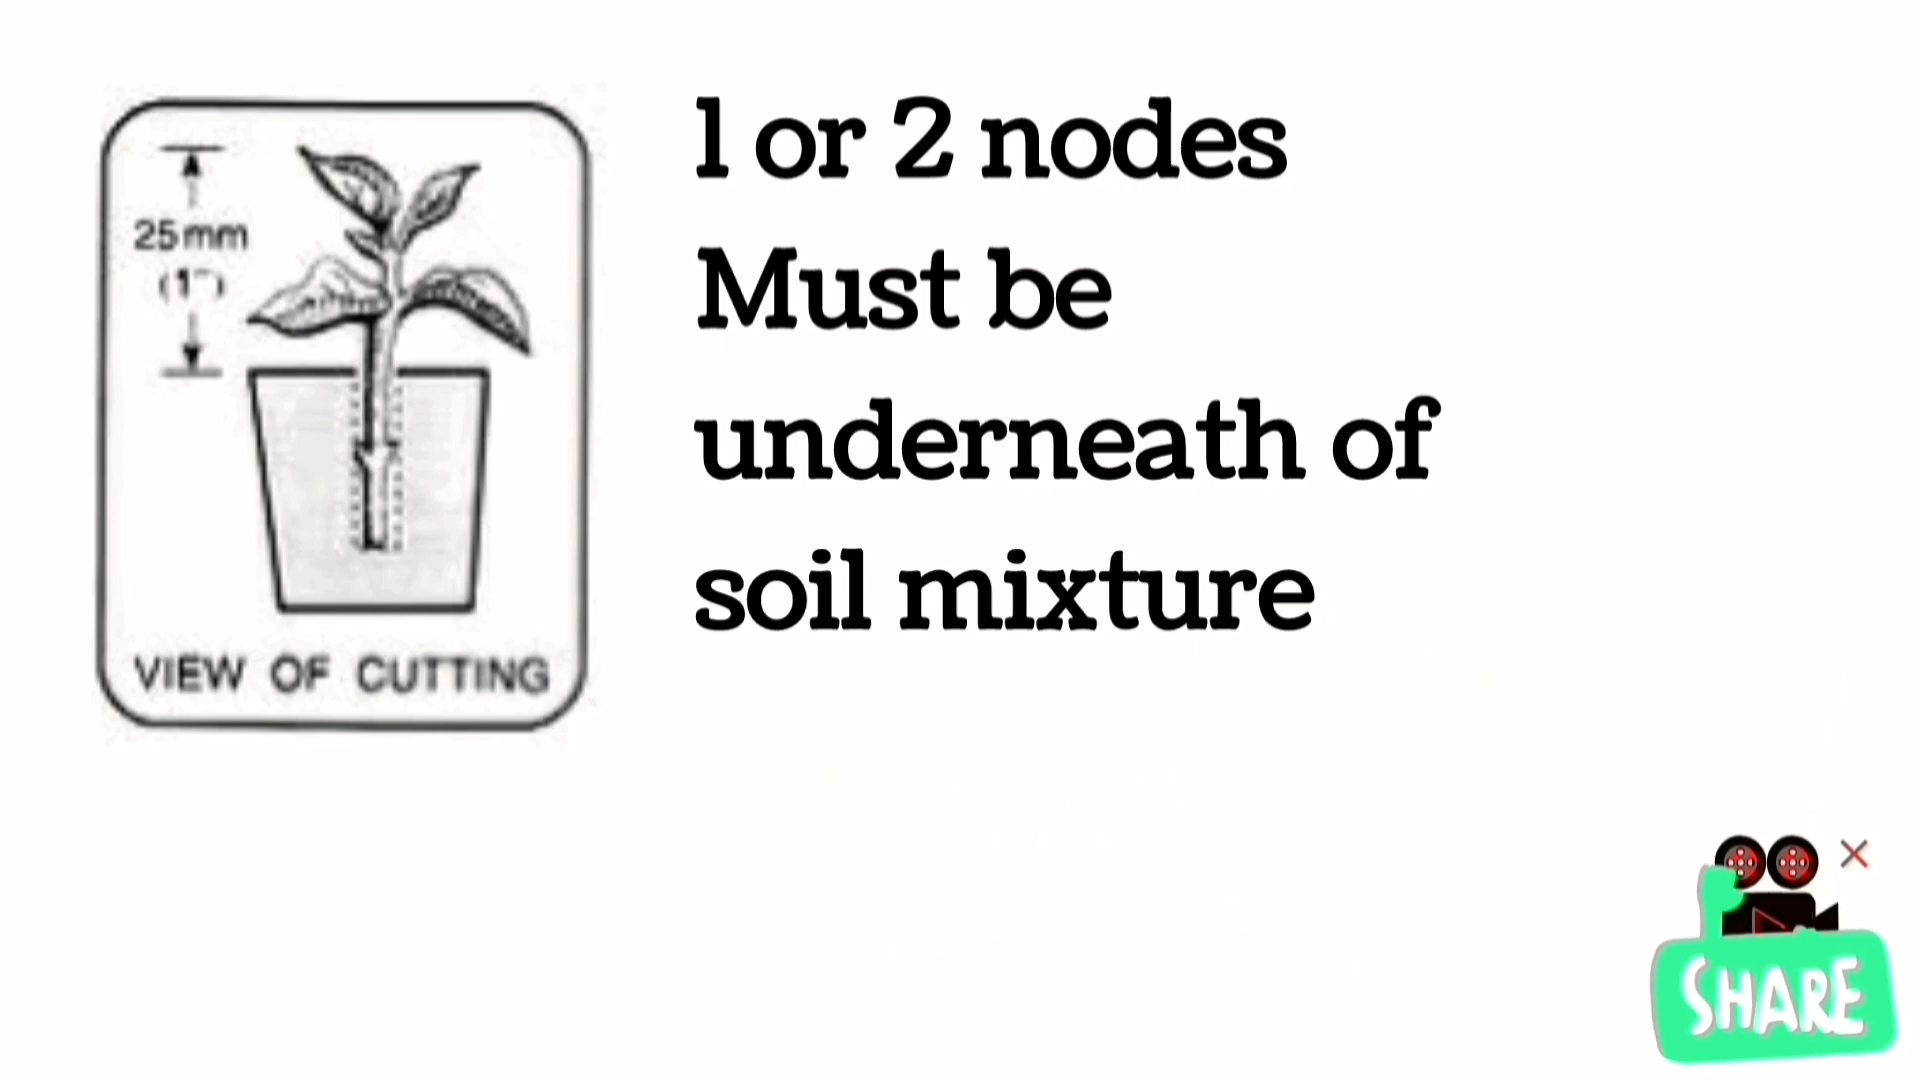 25mm
(1")
VIEW OF CUTTING
1 or 2 nodes
Must be
underneath of
soil mixture
SHARE